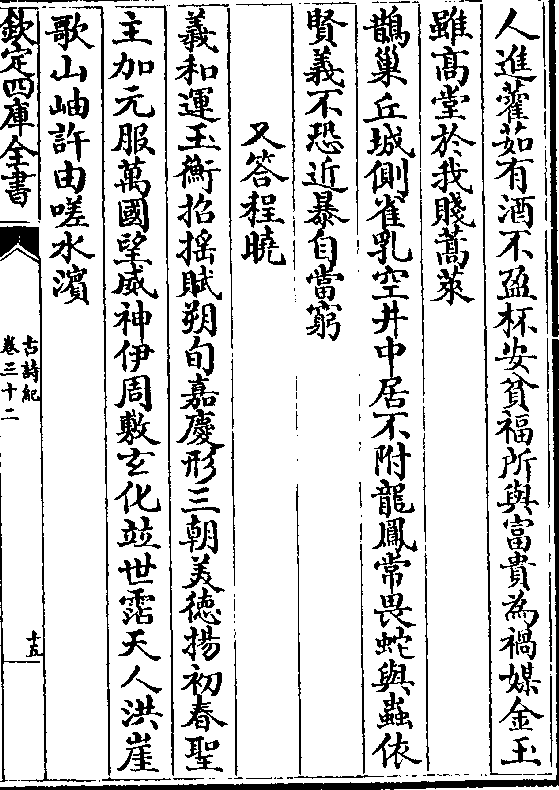 人進藿茹有酒不盈杯安貧福所與富貴為禍媒金玉
雖高堂於我賤蒿萊
鵲巢丘城側雀乳空井中居不附龍鳳常畏蛇與蟲依
賢義不恐近暴自當窮
又答程曉
義和運玉衡招搖賦朔旬嘉慶形三朝美徳揚初春聖
主加元服萬國望威神伊周敷玄化竝世霑天人洪崖
歌山岫許由嗟水濱
欽定四庫全書
古詩紀
卷三十二
十五